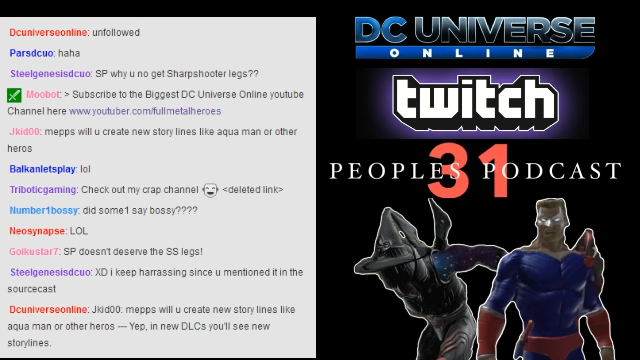 Dcuniverseonline: unfollowed
Parsdcuo: haha
Steelgenesisdcuo: SP why u no get Sharpshooter legs??
Moobot: > Subscribe to the Biggest DC Universe Online youtube
Channel here www.youtuber.com/fullmetalheroes
Jkid00: mepps will u create new story lines like aqua man or other
heros
Balkanletsplay: lol
Triboticgaming: Check out my crap channel <deleted link>
Number1bossy: did some1 say bossy????
Neosynapse: LOL
Goikustar7: SP doesn't deserve the SS legs!
Steelgenesisdcuo: XD i keep harrassing since u mentioned it in the
sourcecast
Dcuniverseonline: Jkid00: mepps will u create new story lines like
aqua man or other heros --- Yep, in new DLCs you'll see new
storylines.
DC UNIVERSE
ONLINE
twitch
31
PEOPLES PODCAST